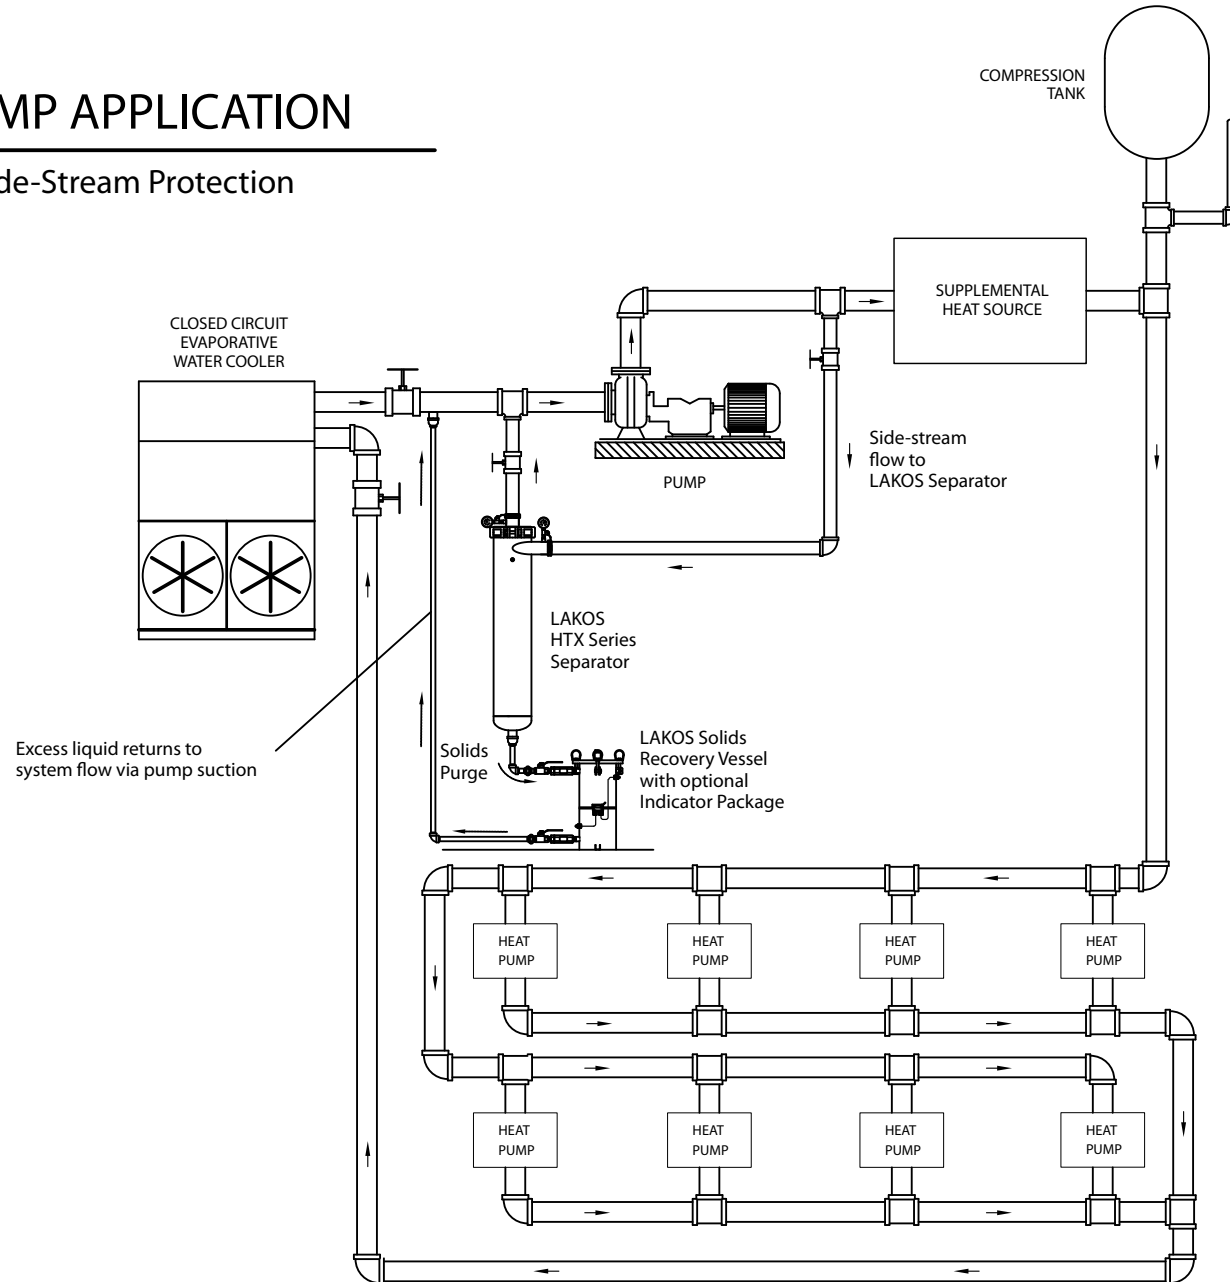 MP APPLICATION
de-Stream Protection
COMPRESSION
TANK
SUPPLEMENTAL
HEAT SOURCE
CLOSED CIRCUIT
EVAPORATIVE
WATER COOLER
PUMP
Side-stream
flow to
LAKOS Separator
LAKOS
HTX Series
Separator
Excess liquid returns to
system flow via pump suction
Solids
Purge
LAKOS Solids
Recovery Vessel
with optional
Indicator Package
HEAT
PUMP
HEAT
PUMP
HEAT
PUMP
HEAT
PUMP
HEAT
PUMP
HEAT
PUMP
HEAT
PUMP
HEAT
PUMP